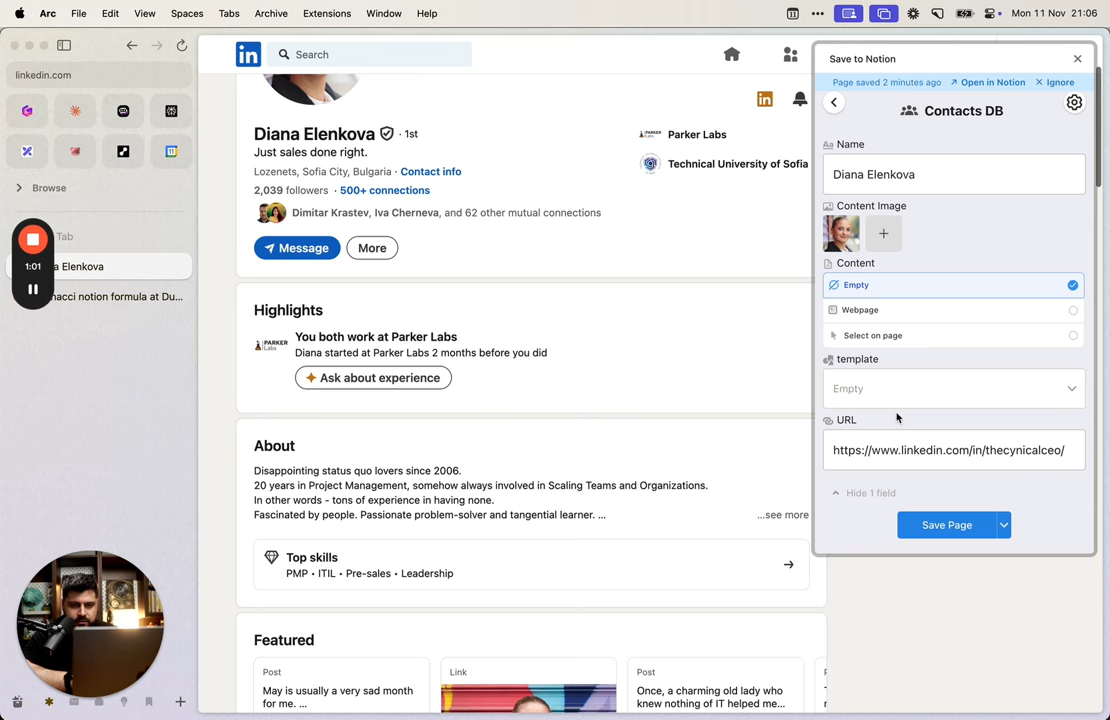 Arc File Edit View Spaces Tabs Archive Extensions Window Help
11
Mon 11 Nov 21:06
linkedin.com
Browse
Tab
1:01
a Elenkova
nacci notion formula at Du...
in
Search
Diana Elenkova · 1st
Just sales done right.
Lozenets, Sofia City, Bulgaria · Contact info
2,039 followers · 500+ connections
Dimitar Krastev, Iva Cherneva, and 62 other mutual connections
Message
More
in
PARKER Labs
Parker Labs
Technical University of Sofia
Highlights
PARKER Labs
You both work at Parker Labs
Diana started at Parker Labs 2 months before you did
Ask about experience
About
Disappointing status quo lovers since 2006.
20 years in Project Management, somehow always involved in Scaling Teams and Organizations.
In other words - tons of experience in having none.
Fascinated by people. Passionate problem-solver and tangential learner. ...
...see more
Top skills
PMP • ITIL • Pre-sales • Leadership
Featured
Post
May is usually a very sad month
for me. ...
Link
Post
Once, a charming old lady who
knew nothing of IT helped me...
Save to Notion
Page saved 2 minutes ago
Open in Notion
Ignore
Contacts DB
Aa Name
Diana Elenkova
Content Image
Content
Empty
Webpage
Select on page
template
Empty
URL
https://www.linkedin.com/in/thecynicalceo/
Hide 1 field
Save Page